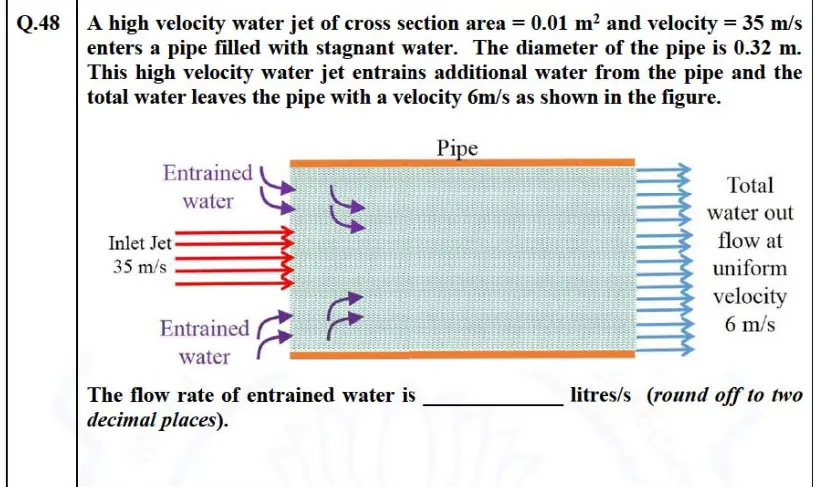 Q.48
A high velocity water jet of cross section area = 0.01 m² and velocity = 35 m/s
enters a pipe filled with stagnant water. The diameter of the pipe is 0.32 m.
This high velocity water jet entrains additional water from the pipe and the
total water leaves the pipe with a velocity 6m/s as shown in the figure.
Pipe
Entrained
water
Inlet Jet
35 m/s
Entrained
water
Total
water out
flow at
uniform
velocity
6 m/s
The flow rate of entrained water is ____________ litres/s (round off to two
decimal places).